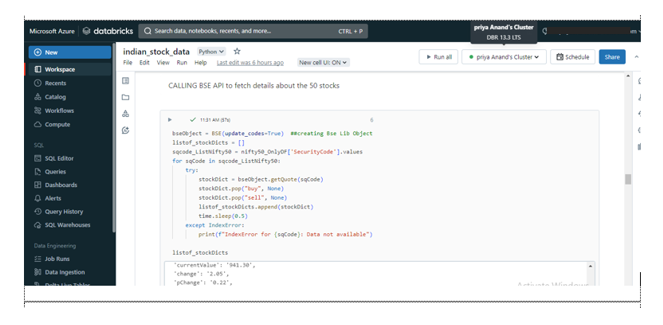 Microsoft Azure
databricks
Search data, notebooks, recents, and more...
CTRL + P
priya Anand's Cluster
DBR 13.3 LTS
New
Workspace
Recents
Catalog
Workflows
Compute
SQL
SQL Editor
Queries
Dashboards
Alerts
Query History
SQL Warehouses
Data Engineering
Job Runs
Data Ingestion
indian_stock_data
Python
File Edit View Run Help Last edit was 6 hours ago New cell UI: ON
Run all
priya Anand's Cluster
Schedule
Share
CALLING BSE API to fetch details about the 50 stocks
6
bseObject = BSE(update_codes=True) ##creating Bse Lib Object
listof_stockDicts = []
sqcode_ListNifty50 = nifty50_OnlyDf['SecurityCode'].values
for sqCode in sqcode_ListNifty50:
try:
stockDict = bseObject.getQuote(sqCode)
stockDict.pop("buy", None)
stockDict.pop("sell", None)
listof_stockDicts.append(stockDict)
time.sleep(0.5)
except IndexError:
print(f"IndexError for {sqCode}: Data not available")
listof_stockDicts
'currentValue': '941.30',
'change': '2.05',
'pChange': '0.22',